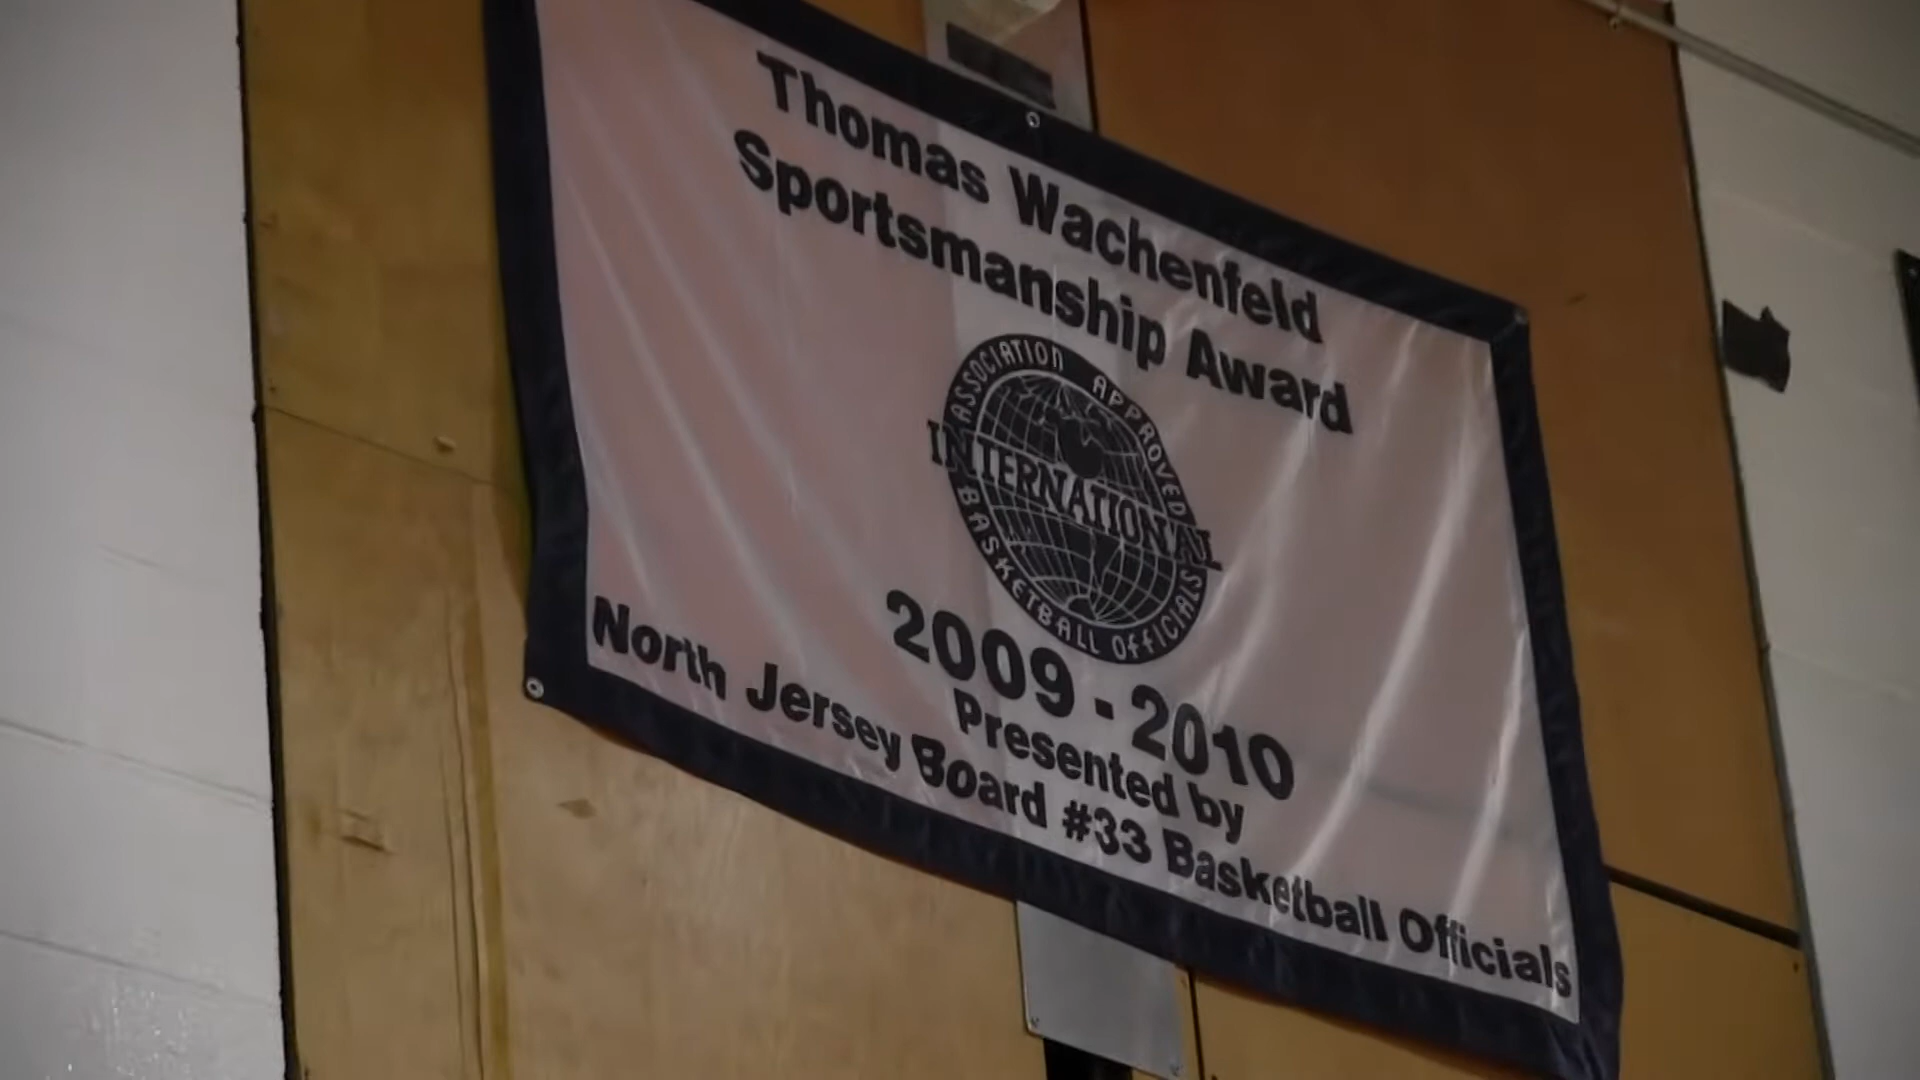 Thomas Wachenfeld
Sportsmanship Award
ASSOCIATION APPROVED
INTERNATIONAL
BASKETBALL OffICIALS
2009 - 2010
Presented by
North Jersey Board #33 Basketball Officials